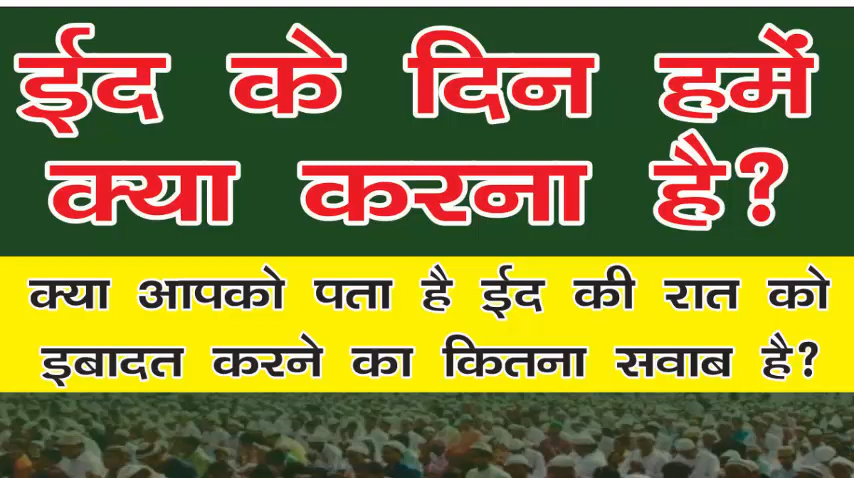 ईद के दिन हमें
क्या करना है?
क्या आपको पता है ईद की रात को
इबादत करने का कितना सवाब है?